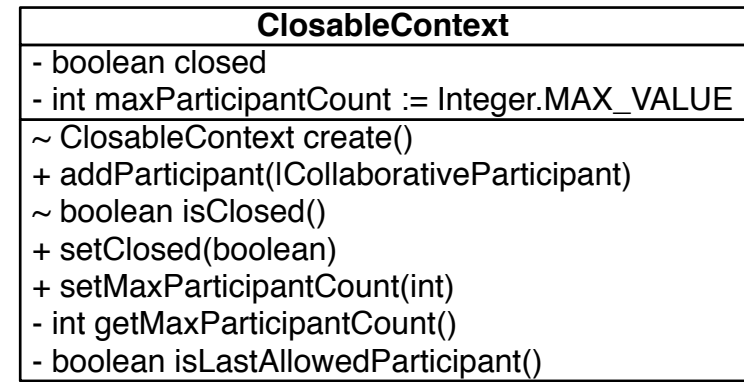 ClosableContext
- boolean closed
- int maxParticipantCount := Integer.MAX_VALUE
~ ClosableContext create()
+ addParticipant(ICollaborativeParticipant)
~ boolean isClosed()
+ setClosed(boolean)
+ setMaxParticipantCount(int)
- int getMaxParticipantCount()
- boolean isLastAllowedParticipant()